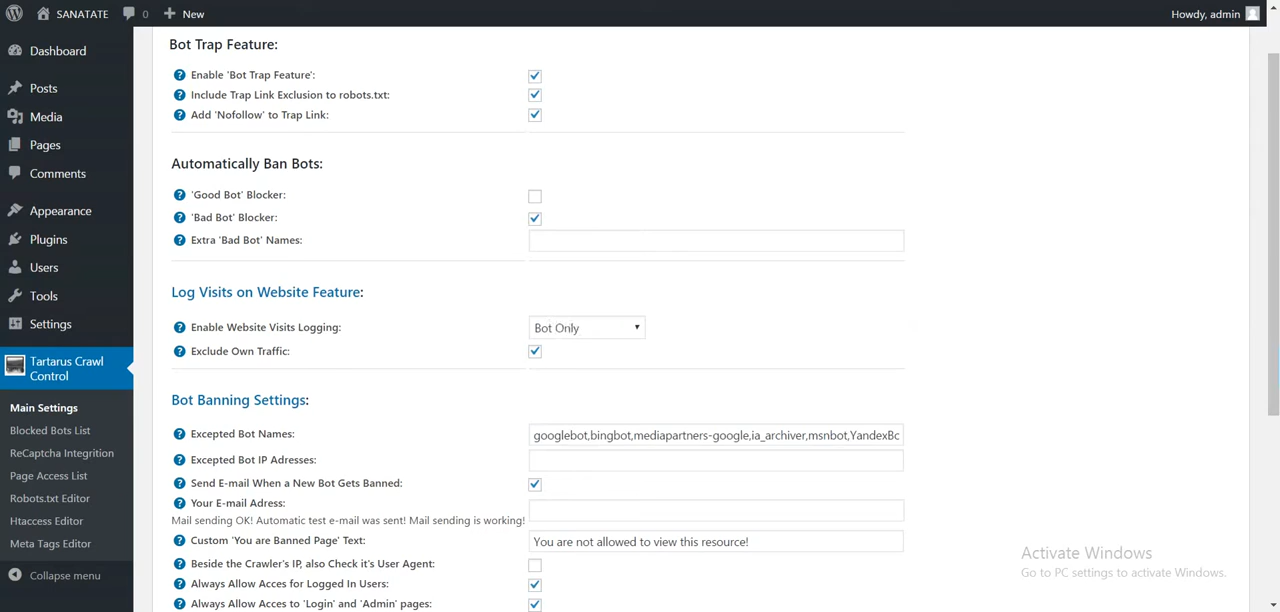 SANATATE 0 New Howdy, admin
Dashboard
Posts
Media
Pages
Comments
Appearance
Plugins
Users
Tools
Settings
Tartarus Crawl
Control
Main Settings
Blocked Bots List
ReCaptcha Integrition
Page Access List
Robots.txt Editor
Htaccess Editor
Meta Tags Editor
Collapse menu
Bot Trap Feature:
Enable 'Bot Trap Feature':
Include Trap Link Exclusion to robots.txt:
Add 'Nofollow' to Trap Link:
Automatically Ban Bots:
'Good Bot' Blocker:
'Bad Bot' Blocker:
Extra 'Bad Bot' Names:
Log Visits on Website Feature:
Enable Website Visits Logging: Bot Only
Exclude Own Traffic:
Bot Banning Settings:
Excepted Bot Names: googlebot,bingbot,mediapartners-google,ia_archiver,msnbot,YandexBc
Excepted Bot IP Adresses:
Send E-mail When a New Bot Gets Banned:
Your E-mail Adress:
Mail sending OK! Automatic test e-mail was sent! Mail sending is working!
Custom 'You are Banned Page' Text: You are not allowed to view this resource!
Beside the Crawler's IP, also Check it's User Agent:
Always Allow Acces for Logged In Users:
Always Allow Acces to 'Login' and 'Admin' pages:
Activate Windows
Go to PC settings to activate Windows.